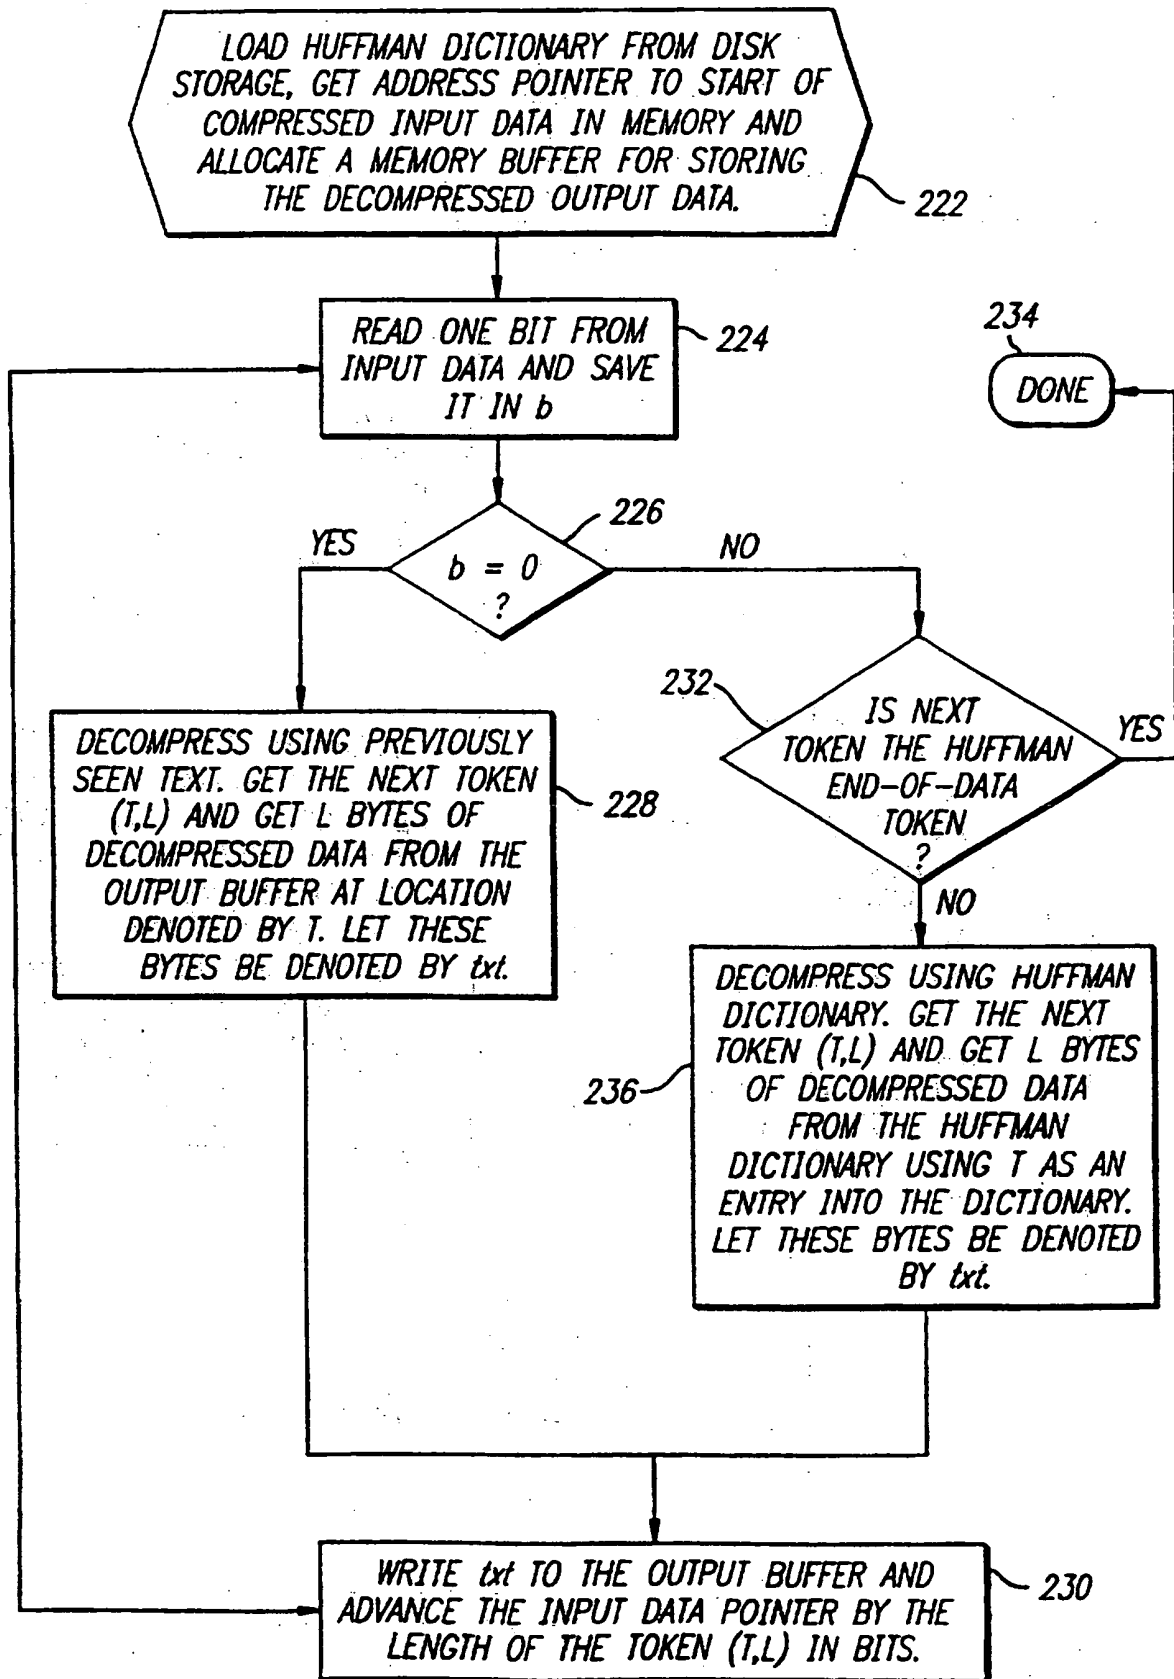 LOAD HUFFMAN DICTIONARY FROM DISK
STORAGE, GET ADDRESS POINTER TO START OF
COMPRESSED INPUT DATA IN MEMORY AND
ALLOCATE A MEMORY BUFFER FOR STORING
THE DECOMPRESSED OUTPUT DATA.
222
READ ONE BIT FROM
INPUT DATA AND SAVE
IT IN b
224
234
DONE
226
YES
b = 0
?
NO
232
IS NEXT
TOKEN THE HUFFMAN
END-OF-DATA
TOKEN
?
YES
NO
DECOMPRESS USING PREVIOUSLY
SEEN TEXT. GET THE NEXT TOKEN
(T,L) AND GET L BYTES OF
DECOMPRESSED DATA FROM THE
OUTPUT BUFFER AT LOCATION
DENOTED BY T. LET THESE
BYTES BE DENOTED BY txt.
228
DECOMPRESS USING HUFFMAN
DICTIONARY. GET THE NEXT
TOKEN (T,L) AND GET L BYTES
OF DECOMPRESSED DATA
FROM THE HUFFMAN
DICTIONARY USING T AS AN
ENTRY INTO THE DICTIONARY.
LET THESE BYTES BE DENOTED
BY txt.
236
WRITE txt TO THE OUTPUT BUFFER AND
ADVANCE THE INPUT DATA POINTER BY THE
LENGTH OF THE TOKEN (T,L) IN BITS.
230